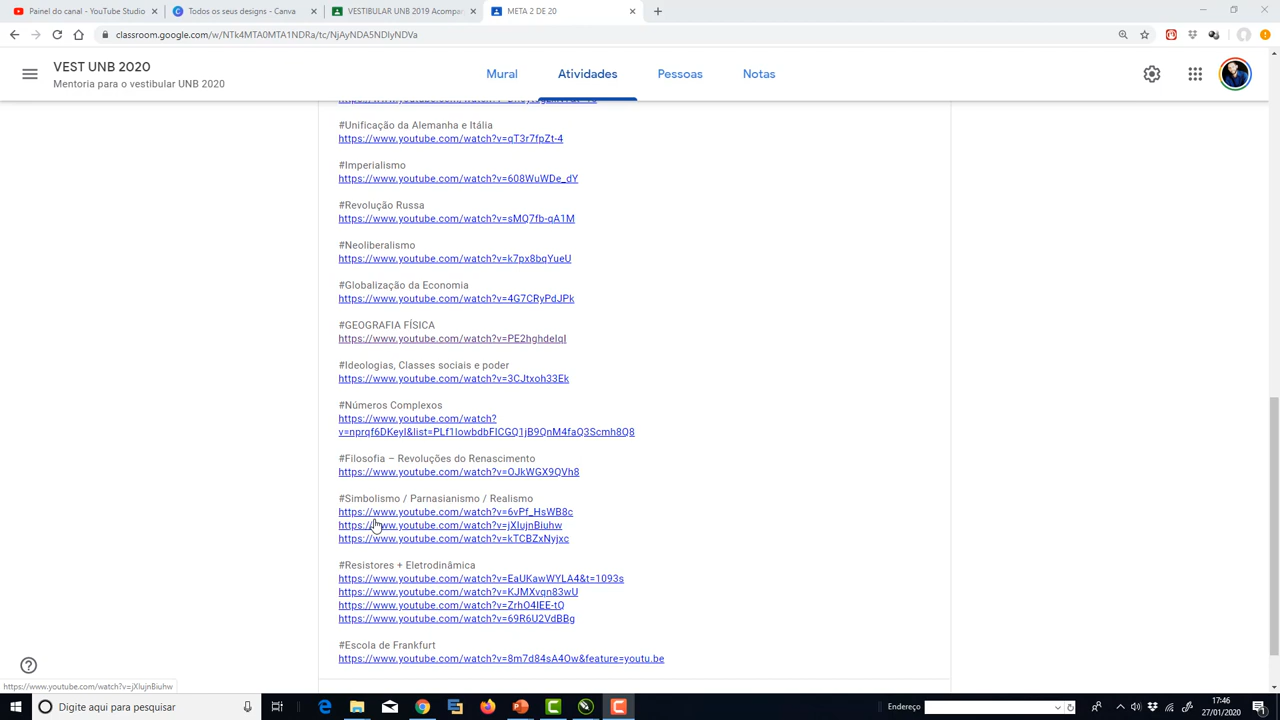 Painel do canal - YouTube Studio
Todos os seus designs - Canva
VESTIBULAR UNB 2019 Acompan
META 2 DE 20
classroom.google.com/w/NTk4MTA0MTA1NDRa/tc/NjAyNDA5NDIyNDVa
VEST UNB 2020
Mentoria para o vestibular UNB 2020
Mural
Atividades
Pessoas
Notas
#Unificação da Alemanha e Itália
https://www.youtube.com/watch?v=qT3r7fpZt-4
#Imperialismo
https://www.youtube.com/watch?v=608WuWDe_dY
#Revolução Russa
https://www.youtube.com/watch?v=sMQ7fb-qA1M
#Neoliberalismo
https://www.youtube.com/watch?v=k7px8bqYueU
#Globalização da Economia
https://www.youtube.com/watch?v=4G7CRyPdJPk
#GEOGRAFIA FÍSICA
https://www.youtube.com/watch?v=PE2hghdeIqI
#Ideologias, Classes sociais e poder
https://www.youtube.com/watch?v=3CJtxoh33Ek
#Números Complexos
https://www.youtube.com/watch?
v=nprqf6DKeyI&list=PLf1IowbdbFICGQ1jB9QnM4faQ3Scmh8Q8
#Filosofia – Revoluções do Renascimento
https://www.youtube.com/watch?v=OJkWGX9QVh8
#Simbolismo / Parnasianismo / Realismo
https://www.youtube.com/watch?v=6vPf_HsWB8c
https://www.youtube.com/watch?v=jXIujnBiuhw
https://www.youtube.com/watch?v=kTCBZxNyjxc
#Resistores + Eletrodinâmica
https://www.youtube.com/watch?v=EaUKawWYLA4&t=1093s
https://www.youtube.com/watch?v=KJMXvqn83wU
https://www.youtube.com/watch?v=ZrhO4IEE-tQ
https://www.youtube.com/watch?v=69R6U2VdBBg
#Escola de Frankfurt
https://www.youtube.com/watch?v=8m7d84sA4Ow&feature=youtu.be
https://www.youtube.com/watch?v=jXIujnBiuhw
Digite aqui para pesquisar
Endereço
17:46
27/01/2020